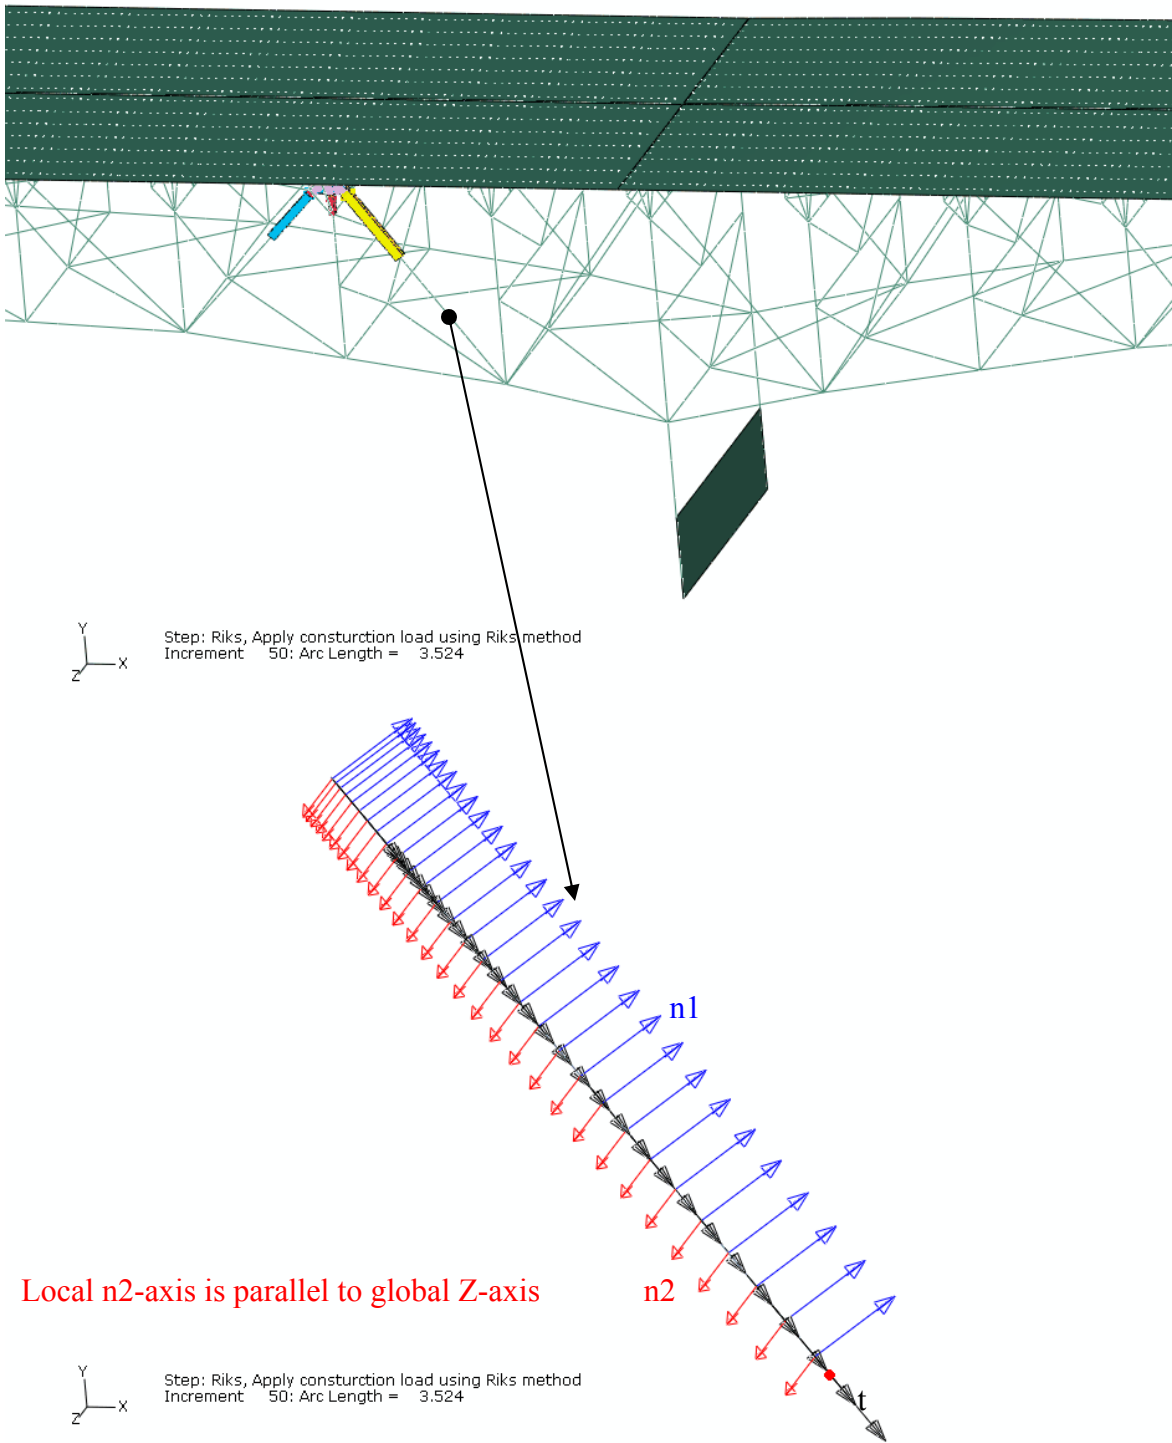 Y
X
Z
Step: Riks, Apply consturction load using Riks method
Increment 50: Arc Length = 3.524
n1
Local n2-axis is parallel to global Z-axis
n2
Y
X
Z
Step: Riks, Apply consturction load using Riks method
Increment 50: Arc Length = 3.524
t